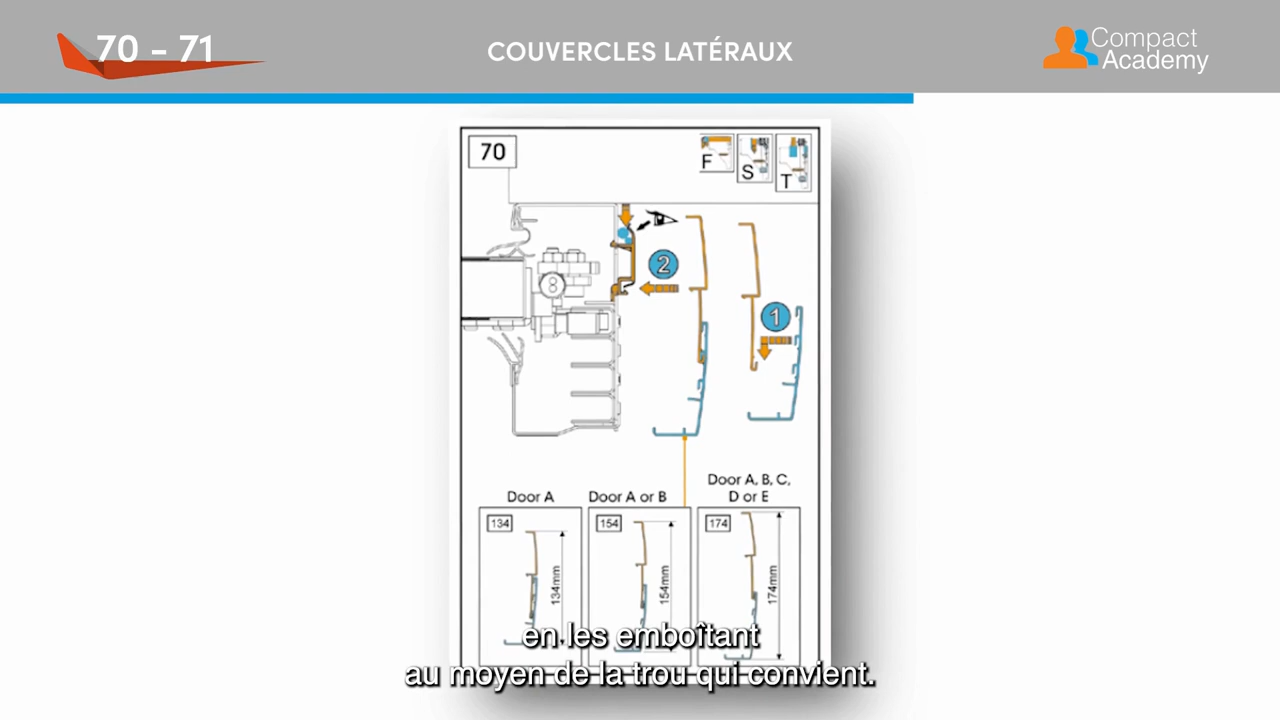 70 - 71
COUVERCLES LATÉRAUX
Compact
Academy
70
F
S
T
2
1
Door A
Door A or B
Door A, B, C,
D or E
134
154
174
134mm
154mm
174mm
en les emboîtant
au moyen de la trou qui convient.